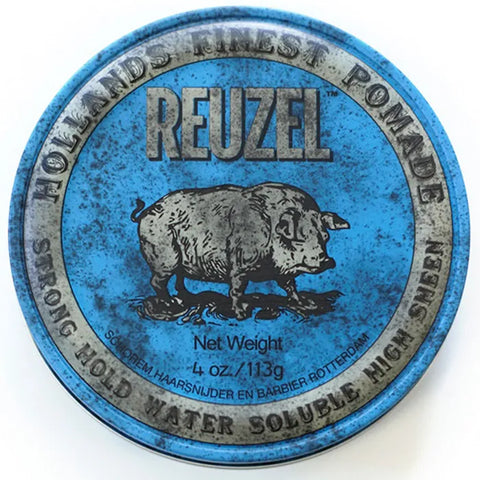 HOLLANDS FINEST POMADE
REUZEL™
Net Weight
4 oz./113g
SCHOREM HAARSNIJDER EN BARBIER ROTTERDAM
STRONG HOLD WATER SOLUBLE HIGH SHEEN